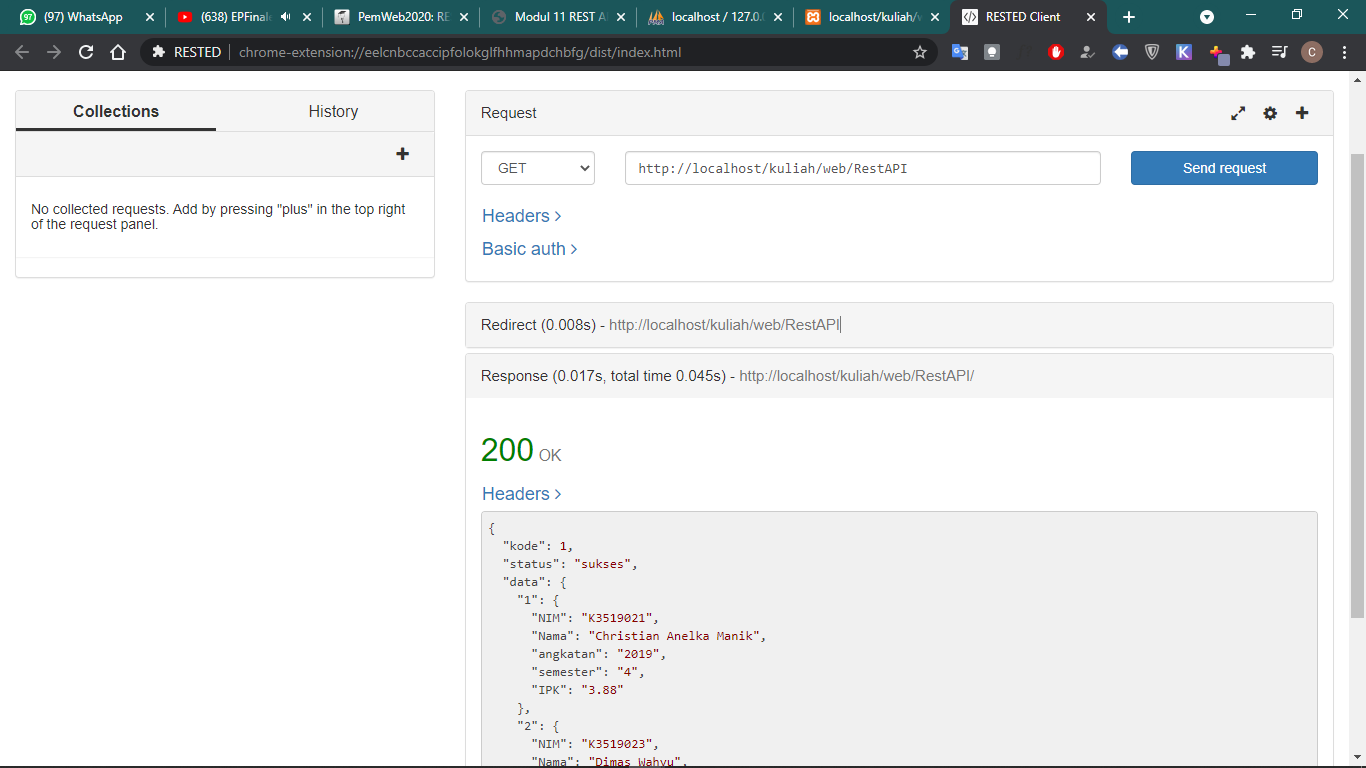 (97) WhatsApp
(638) EPFinal
PemWeb2020: RE
Modul 11 REST A
localhost / 127.0.
localhost/kuliah/w
RESTED Client
RESTED
chrome-extension://eelcnbccaccipfolokglfhhmapdchbfg/dist/index.html
C
Collections
History
No collected requests. Add by pressing "plus" in the top right
of the request panel.
Request
GET
http://localhost/kuliah/web/RestAPI
Send request
Headers
Basic auth
Redirect (0.008s) - http://localhost/kuliah/web/RestAPI
Response (0.017s, total time 0.045s) - http://localhost/kuliah/web/RestAPI/
200 OK
Headers
{
"kode": 1,
"status": "sukses",
"data": {
"1": {
"NIM": "K3519021",
"Nama": "Christian Anelka Manik",
"angkatan": "2019",
"semester": "4",
"IPK": "3.88"
},
"2": {
"NIM": "K3519023",
"Nama": "Dimas Wahyu",